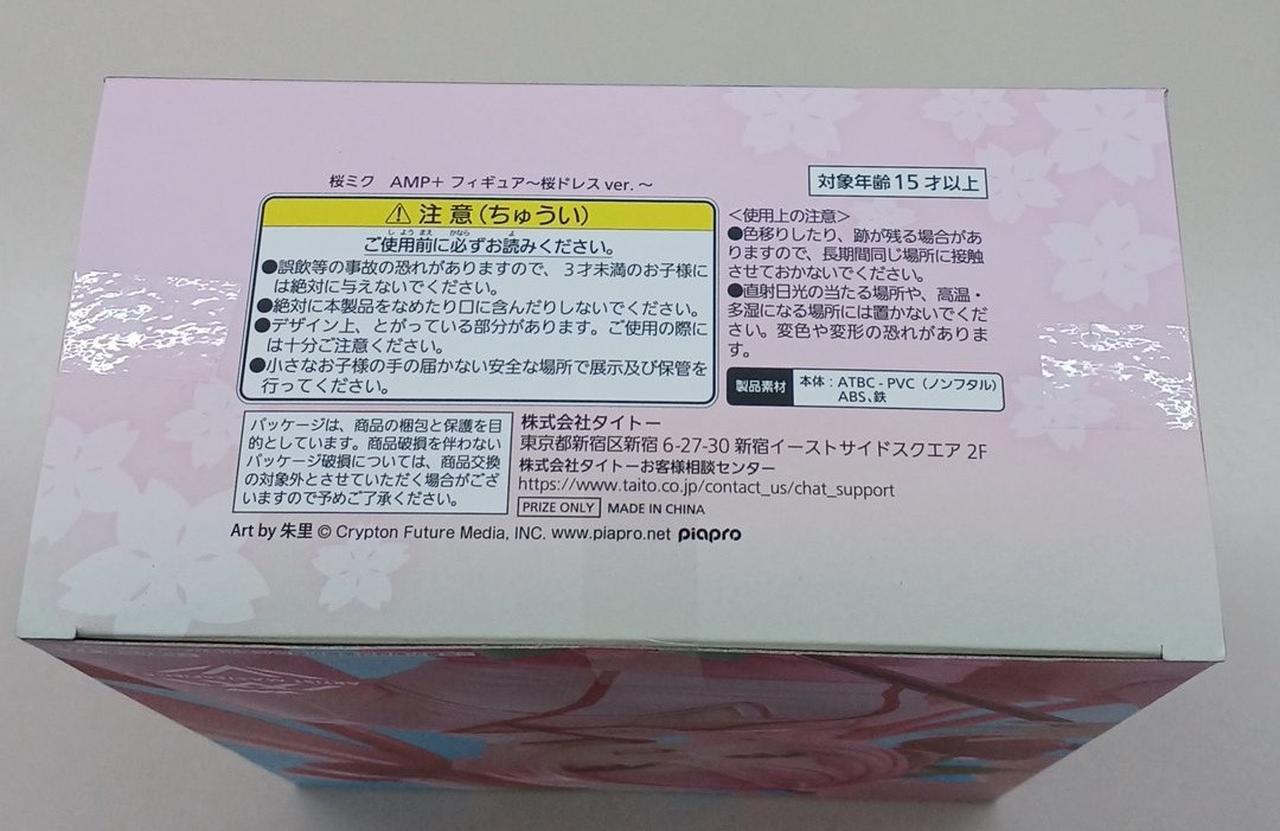 桜ミク AMP+ フィギュア〜桜ドレスver.〜
対象年齢15才以上
⚠注意(ちゅうい)
ご使用前に必ずお読みください。
●誤飲等の事故の恐れがありますので、3才未満のお子様に
は絶対に与えないでください。
●絶対に本製品をなめたり口に含んだりしないでください。
●デザイン上、とがっている部分があります。ご使用の際に
は十分ご注意ください。
●小さなお子様の手の届かない安全な場所で展示及び保管を
行ってください。
<使用上の注意>
●色移りしたり、跡が残る場合があ
りますので、長期間同じ場所に接触
させておかないでください。
●直射日光の当たる場所や、高温・
多湿になる場所には置かないでくだ
さい。変色や変形の恐れがありま
す。
製品素材 本体:ATBC-PVC(ノンフタル)
ABS、鉄
パッケージは、商品の梱包と保護を目
的としています。商品破損を伴わない
パッケージ破損については、商品交換
の対象外とさせていただく場合がござ
いますので予めご了承ください。
株式会社タイトー
東京都新宿区新宿 6-27-30 新宿イーストサイドスクエア 2F
株式会社タイトーお客様相談センター
https://www.taito.co.jp/contact_us/chat_support
PRIZE ONLY MADE IN CHINA
Art by 朱里 © Crypton Future Media, INC. www.piapro.net piapro